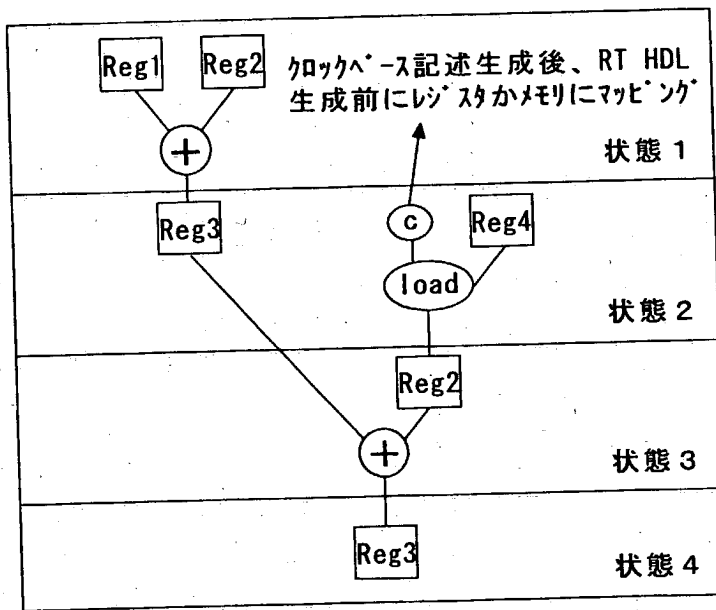 Reg1 Reg2 クロックベース記述生成後、RT HDL
生成前にレジスタかメモリにマッピング
+
状態1
Reg3 c Reg4
load
状態2
Reg2
+
状態3
Reg3
状態4